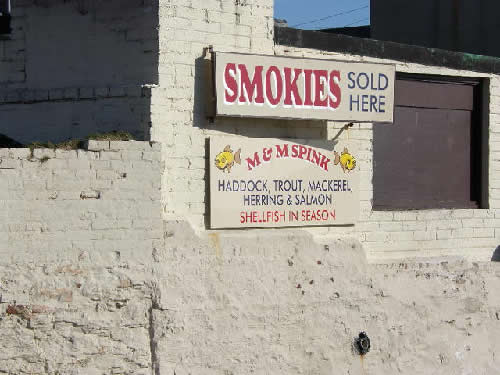 SMOKIES SOLD
HERE
M & M SPINK
HADDOCK, TROUT, MACKEREL,
HERRING & SALMON
SHELLFISH IN SEASON